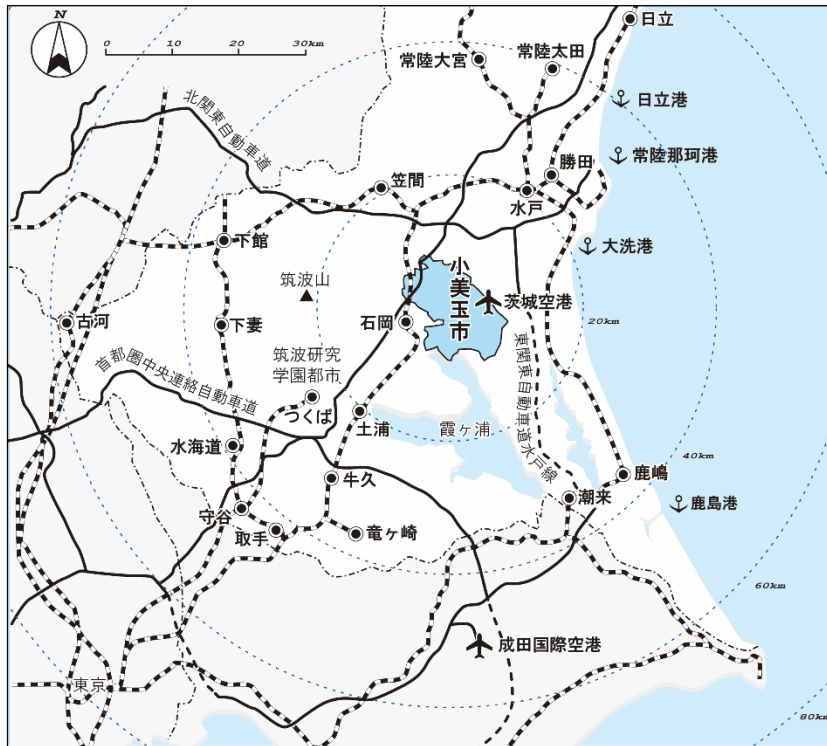 N
0 10 20 30km
日立
常陸太田
常陸大宮
日立港
北関東自動車道
常陸那珂港
勝田
笠間
水戸
下館
大洗港
小美玉市
筑波山
茨城空港
古河
下妻
石岡
20km
筑波研究
学園都市
首都圏中央連絡自動車道
東関東自動車道水戸線
つくば
土浦
霞ヶ浦
水海道
40km
牛久
鹿嶋
潮来
鹿島港
守谷
取手
竜ヶ崎
60km
成田国際空港
東京
80km